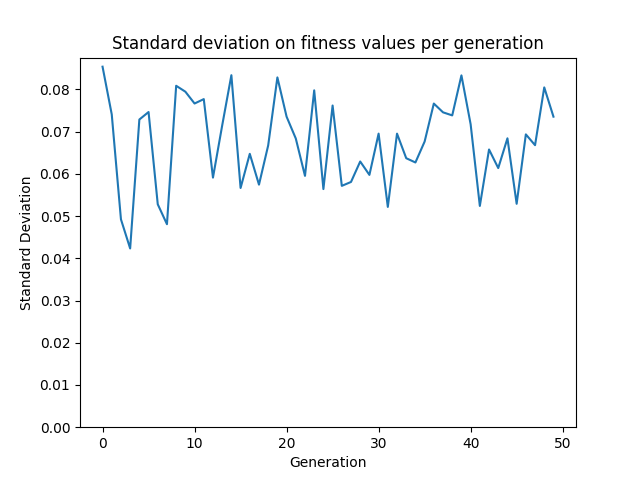 Standard deviation on fitness values per generation
0.08
0.07
0.06
0.05
0.04
0.03
0.02
0.01
0.00
Standard Deviation
0 10 20 30 40 50
Generation